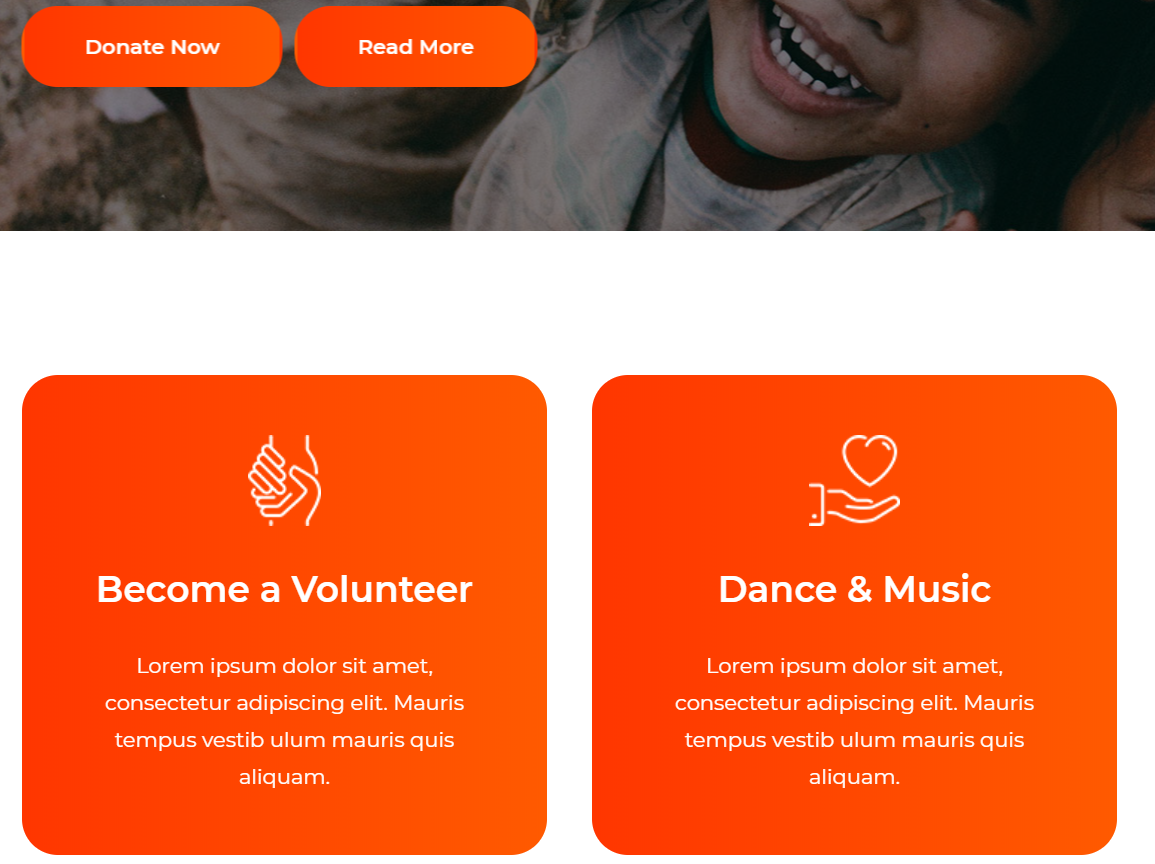 Donate Now
Read More
Become a Volunteer
Lorem ipsum dolor sit amet,
consectetur adipiscing elit. Mauris
tempus vestib ulum mauris quis
aliquam.
Dance & Music
Lorem ipsum dolor sit amet,
consectetur adipiscing elit. Mauris
tempus vestib ulum mauris quis
aliquam.